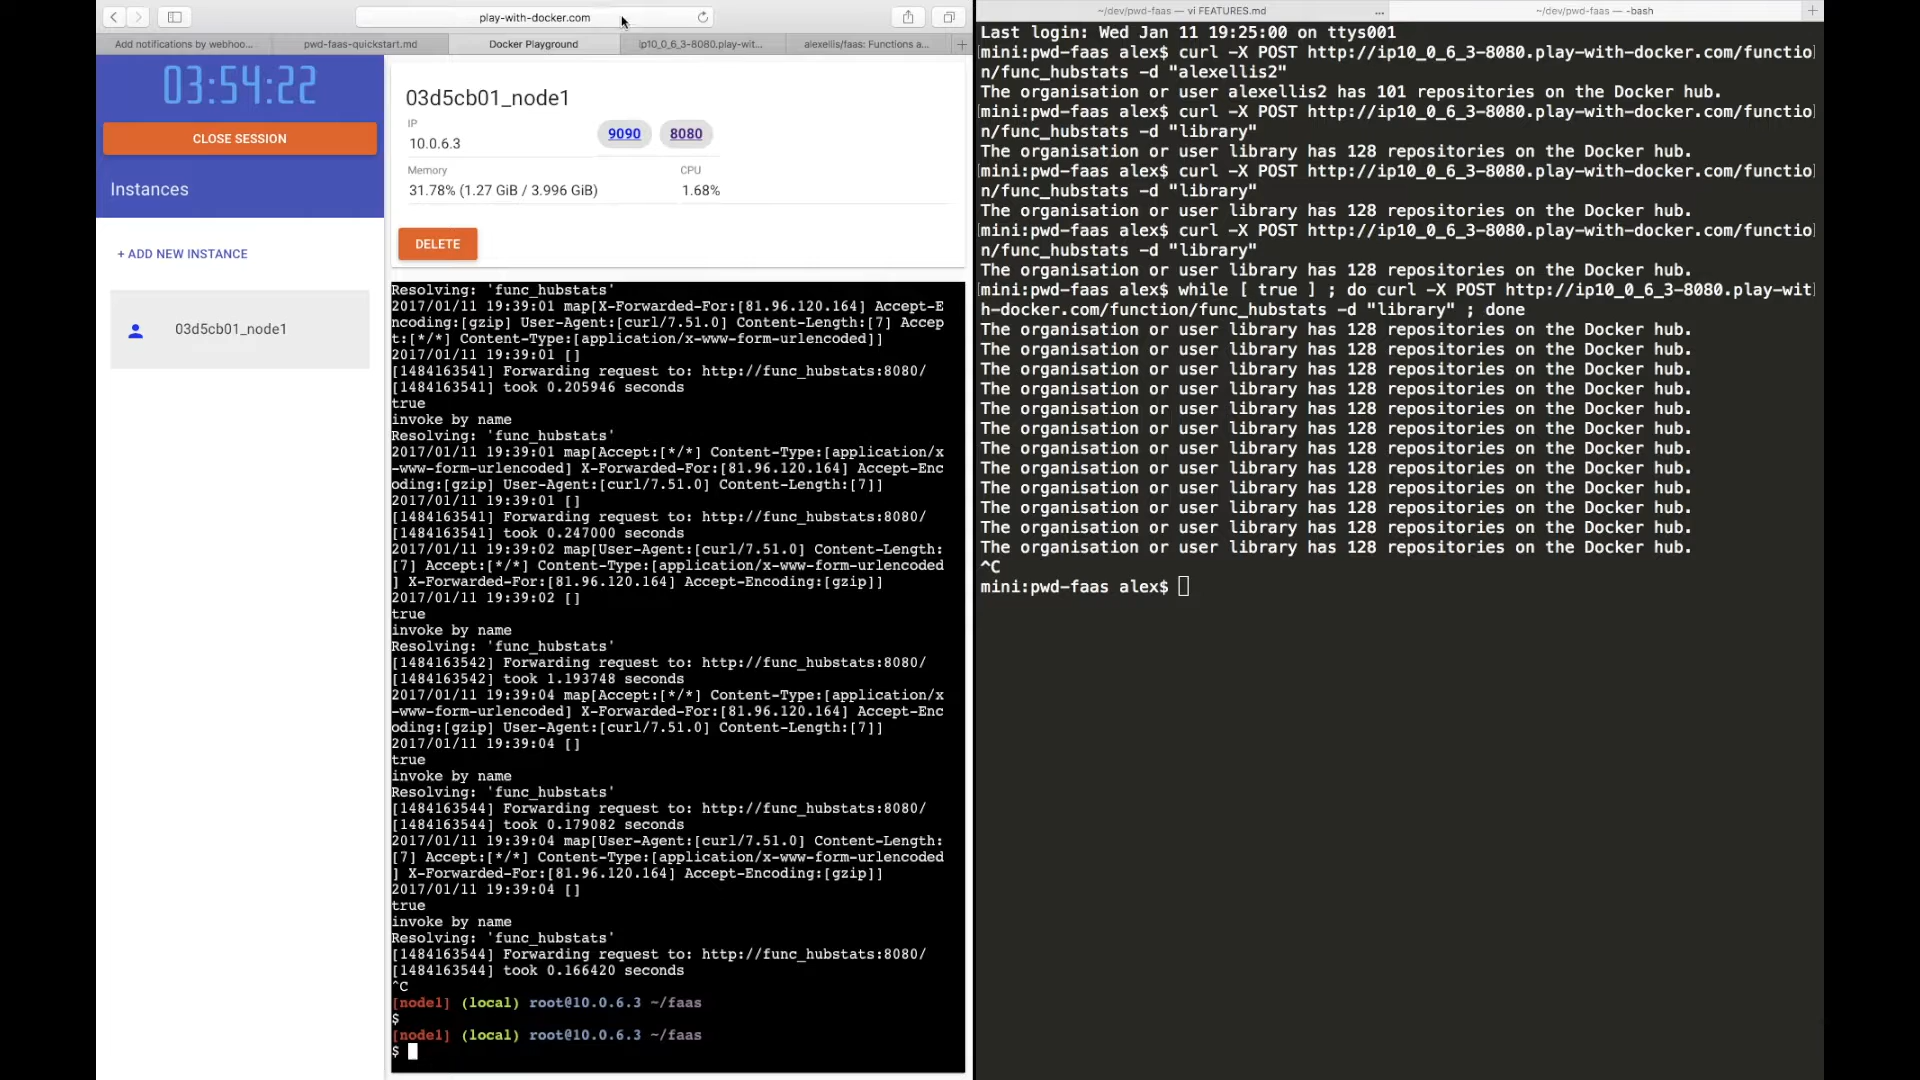 play-with-docker.com
Add notifications by webhoo...
pwd-faas-quickstart.md
Docker Playground
ip10_0_6_3-8080.play-wit...
alexellis/faas: Functions a...
03:54:22
CLOSE SESSION
Instances
+ ADD NEW INSTANCE
03d5cb01_node1
03d5cb01_node1
IP
10.0.6.3
9090
8080
Memory
31.78% (1.27 GiB / 3.996 GiB)
CPU
1.68%
DELETE
Resolving: 'func_hubstats'
2017/01/11 19:39:01 map[X-Forwarded-For:[81.96.120.164] Accept-E
ncoding:[gzip] User-Agent:[curl/7.51.0] Content-Length:[7] Accep
t:[*/*] Content-Type:[application/x-www-form-urlencoded]]
2017/01/11 19:39:01 []
[1484163541] Forwarding request to: http://func_hubstats:8080/
[1484163541] took 0.205946 seconds
true
invoke by name
Resolving: 'func_hubstats'
2017/01/11 19:39:01 map[Accept:[*/*] Content-Type:[application/x
-www-form-urlencoded] X-Forwarded-For:[81.96.120.164] Accept-Enc
oding:[gzip] User-Agent:[curl/7.51.0] Content-Length:[7]]
2017/01/11 19:39:01 []
[1484163541] Forwarding request to: http://func_hubstats:8080/
[1484163541] took 0.247000 seconds
2017/01/11 19:39:02 map[User-Agent:[curl/7.51.0] Content-Length:
[7] Accept:[*/*] Content-Type:[application/x-www-form-urlencoded
] X-Forwarded-For:[81.96.120.164] Accept-Encoding:[gzip]]
2017/01/11 19:39:02 []
true
invoke by name
Resolving: 'func_hubstats'
[1484163542] Forwarding request to: http://func_hubstats:8080/
[1484163542] took 1.193748 seconds
2017/01/11 19:39:04 map[Accept:[*/*] Content-Type:[application/x
-www-form-urlencoded] X-Forwarded-For:[81.96.120.164] Accept-Enc
oding:[gzip] User-Agent:[curl/7.51.0] Content-Length:[7]]
2017/01/11 19:39:04 []
true
invoke by name
Resolving: 'func_hubstats'
[1484163544] Forwarding request to: http://func_hubstats:8080/
[1484163544] took 0.179082 seconds
2017/01/11 19:39:04 map[User-Agent:[curl/7.51.0] Content-Length:
[7] Accept:[*/*] Content-Type:[application/x-www-form-urlencoded
] X-Forwarded-For:[81.96.120.164] Accept-Encoding:[gzip]]
2017/01/11 19:39:04 []
true
invoke by name
Resolving: 'func_hubstats'
[1484163544] Forwarding request to: http://func_hubstats:8080/
[1484163544] took 0.166420 seconds
^C
[node1] (local) root@10.0.6.3 ~/faas
$
[node1] (local) root@10.0.6.3 ~/faas
$
~/dev/pwd-faas — vi FEATURES.md ...
~/dev/pwd-faas — -bash
Last login: Wed Jan 11 19:25:00 on ttys001
mini:pwd-faas alex$ curl -X POST http://ip10_0_6_3-8080.play-with-docker.com/functio
n/func_hubstats -d "alexellis2"
The organisation or user alexellis2 has 101 repositories on the Docker hub.
mini:pwd-faas alex$ curl -X POST http://ip10_0_6_3-8080.play-with-docker.com/functio
n/func_hubstats -d "library"
The organisation or user library has 128 repositories on the Docker hub.
mini:pwd-faas alex$ curl -X POST http://ip10_0_6_3-8080.play-with-docker.com/functio
n/func_hubstats -d "library"
The organisation or user library has 128 repositories on the Docker hub.
mini:pwd-faas alex$ curl -X POST http://ip10_0_6_3-8080.play-with-docker.com/functio
n/func_hubstats -d "library"
The organisation or user library has 128 repositories on the Docker hub.
mini:pwd-faas alex$ while [ true ] ; do curl -X POST http://ip10_0_6_3-8080.play-wit
h-docker.com/function/func_hubstats -d "library" ; done
The organisation or user library has 128 repositories on the Docker hub.
The organisation or user library has 128 repositories on the Docker hub.
The organisation or user library has 128 repositories on the Docker hub.
The organisation or user library has 128 repositories on the Docker hub.
The organisation or user library has 128 repositories on the Docker hub.
The organisation or user library has 128 repositories on the Docker hub.
The organisation or user library has 128 repositories on the Docker hub.
The organisation or user library has 128 repositories on the Docker hub.
The organisation or user library has 128 repositories on the Docker hub.
The organisation or user library has 128 repositories on the Docker hub.
The organisation or user library has 128 repositories on the Docker hub.
The organisation or user library has 128 repositories on the Docker hub.
^C
mini:pwd-faas alex$